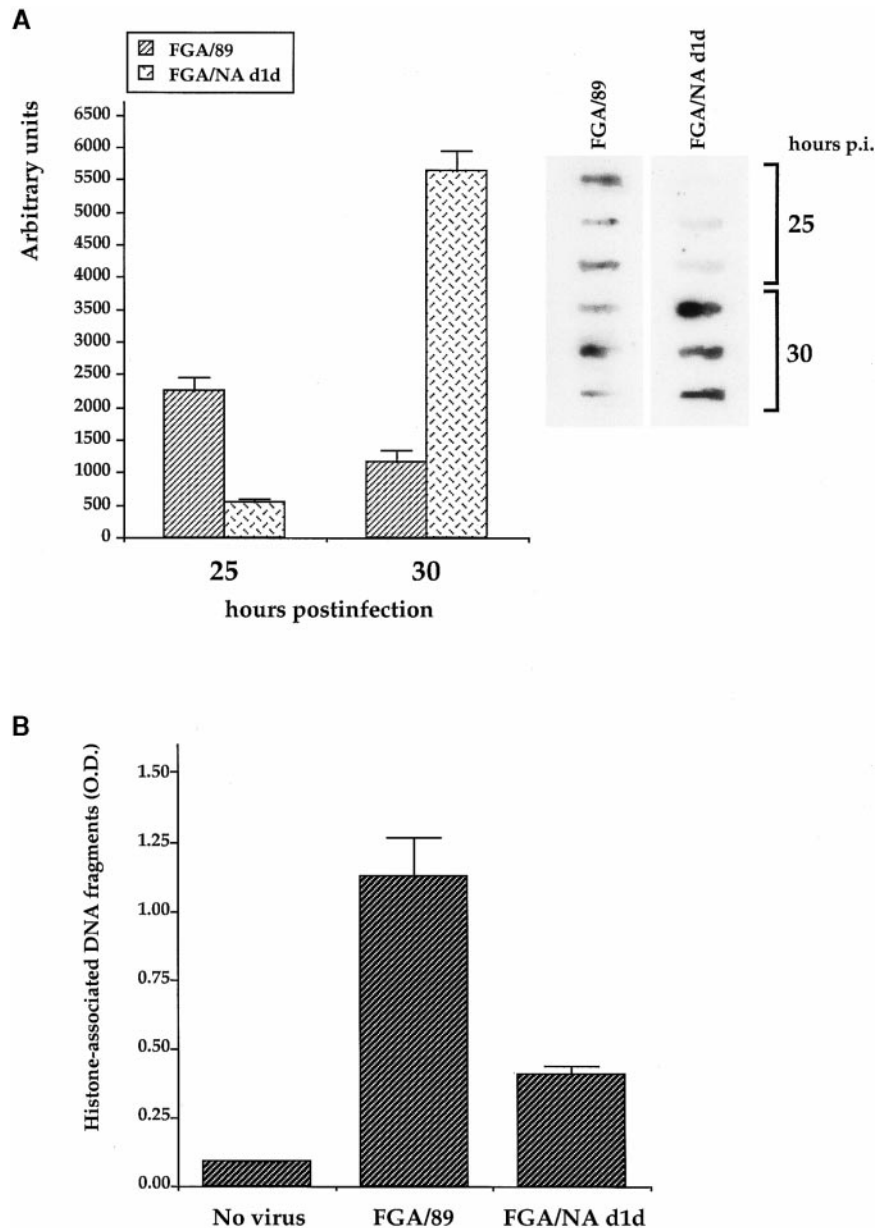 A
FGA/89
FGA/NA d1d
Arbitrary units
6500
6000
5500
5000
4500
4000
3500
3000
2500
2000
1500
1000
500
0
25
30
hours postinfection
FGA/89
FGA/NA d1d
hours p.i.
25
30
B
Histone-associated DNA fragments (O.D.)
1.50
1.25
1.00
0.75
0.50
0.25
0.00
No virus
FGA/89
FGA/NA d1d